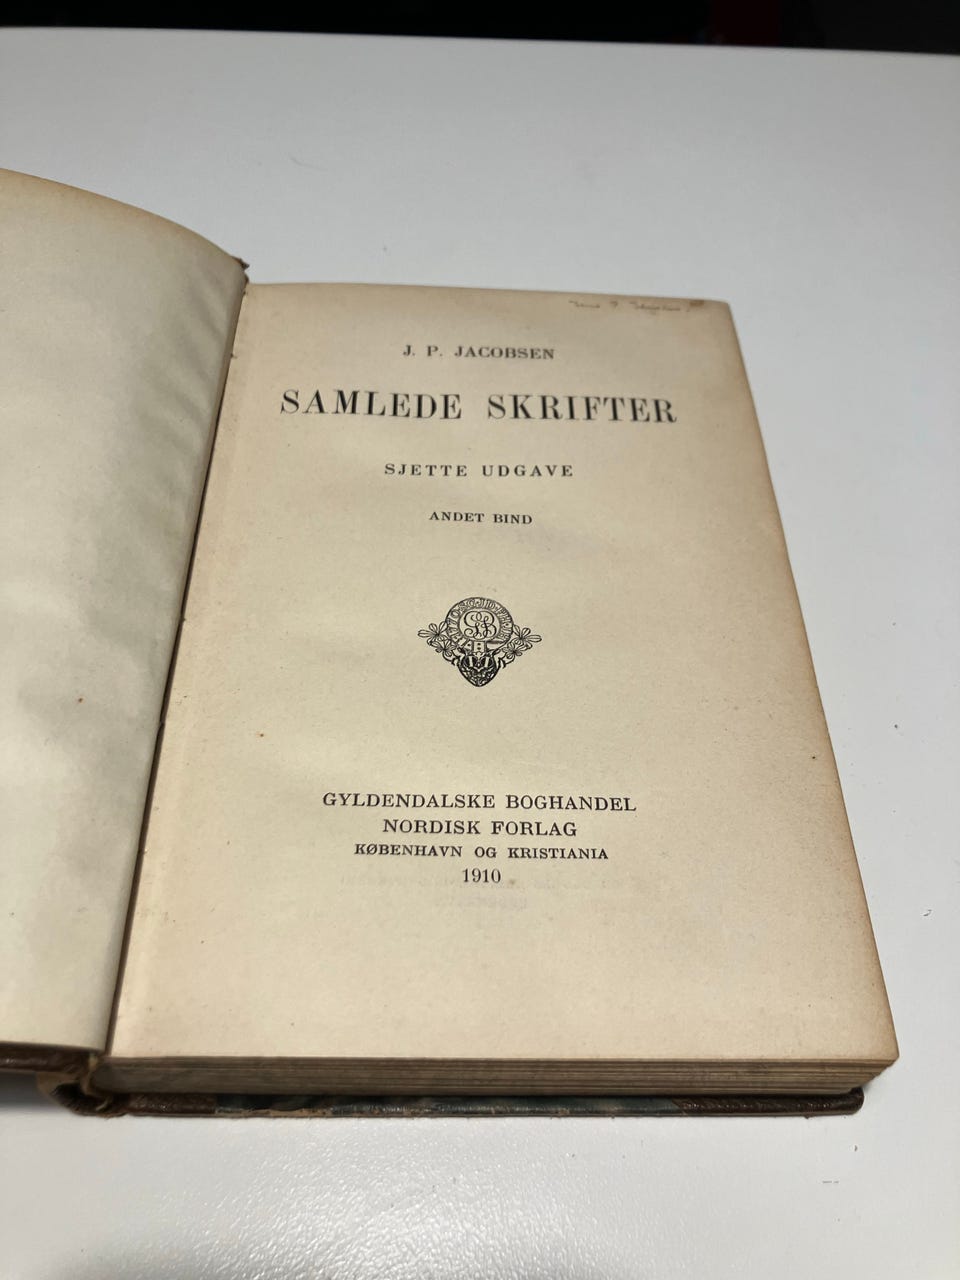 J. P. JACOBSEN
SAMLEDE SKRIFTER
SJETTE UDGAVE
ANDET BIND
GYLDENDALSKE BOGHANDEL
NORDISK FORLAG
KØBENHAVN OG KRISTIANIA
1910